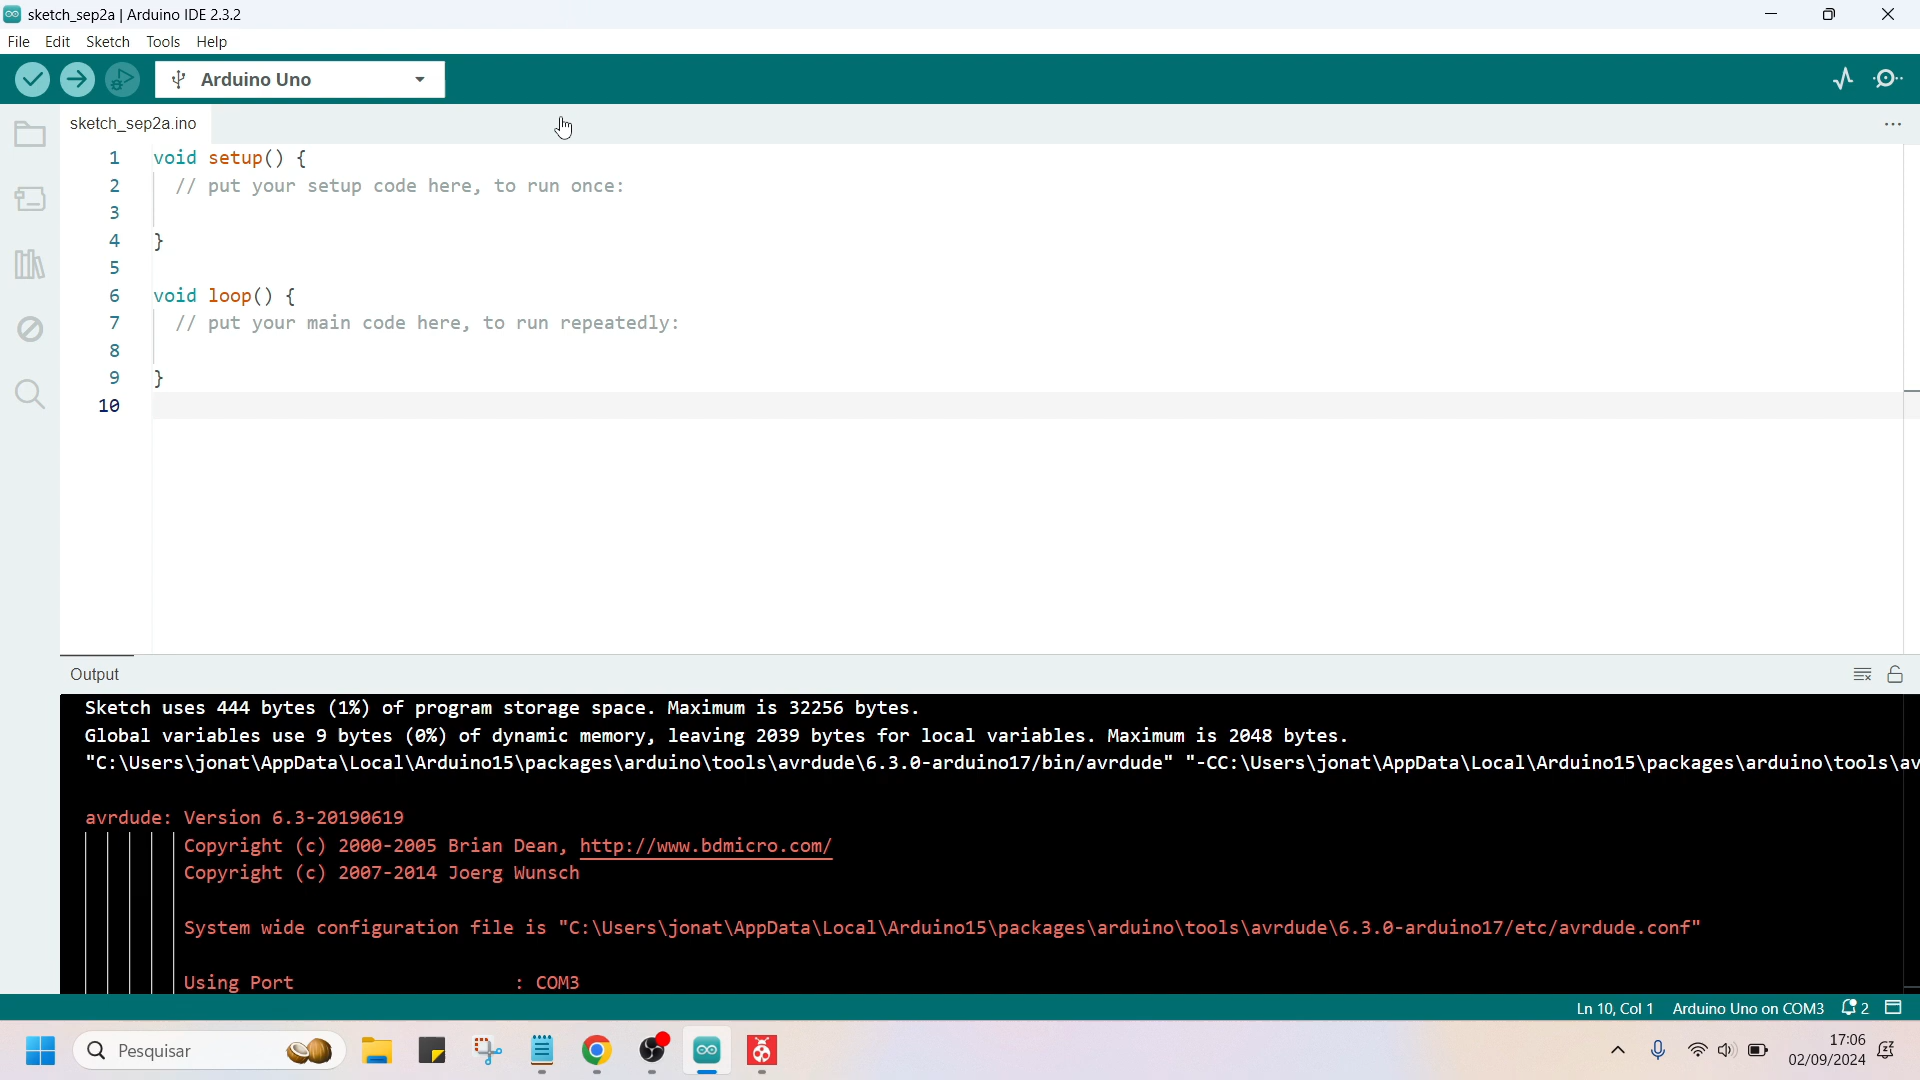 sketch_sep2a | Arduino IDE 2.3.2
File Edit Sketch Tools Help
Arduino Uno
sketch_sep2a.ino
1 void setup() {
2 // put your setup code here, to run once:
3
4 }
5
6 void loop() {
7 // put your main code here, to run repeatedly:
8
9 }
10
Output
Sketch uses 444 bytes (1%) of program storage space. Maximum is 32256 bytes.
Global variables use 9 bytes (0%) of dynamic memory, leaving 2039 bytes for local variables. Maximum is 2048 bytes.
"C:\Users\jonat\AppData\Local\Arduino15\packages\arduino\tools\avrdude\6.3.0-arduino17/bin/avrdude" "-CC:\Users\jonat\AppData\Local\Arduino15\packages\arduino\tools\av
avrdude: Version 6.3-20190619
Copyright (c) 2000-2005 Brian Dean, http://www.bdmicro.com/
Copyright (c) 2007-2014 Joerg Wunsch
System wide configuration file is "C:\Users\jonat\AppData\Local\Arduino15\packages\arduino\tools\avrdude\6.3.0-arduino17/etc/avrdude.conf"
Using Port : COM3
Ln 10, Col 1 Arduino Uno on COM3 2
Pesquisar
17:06
02/09/2024